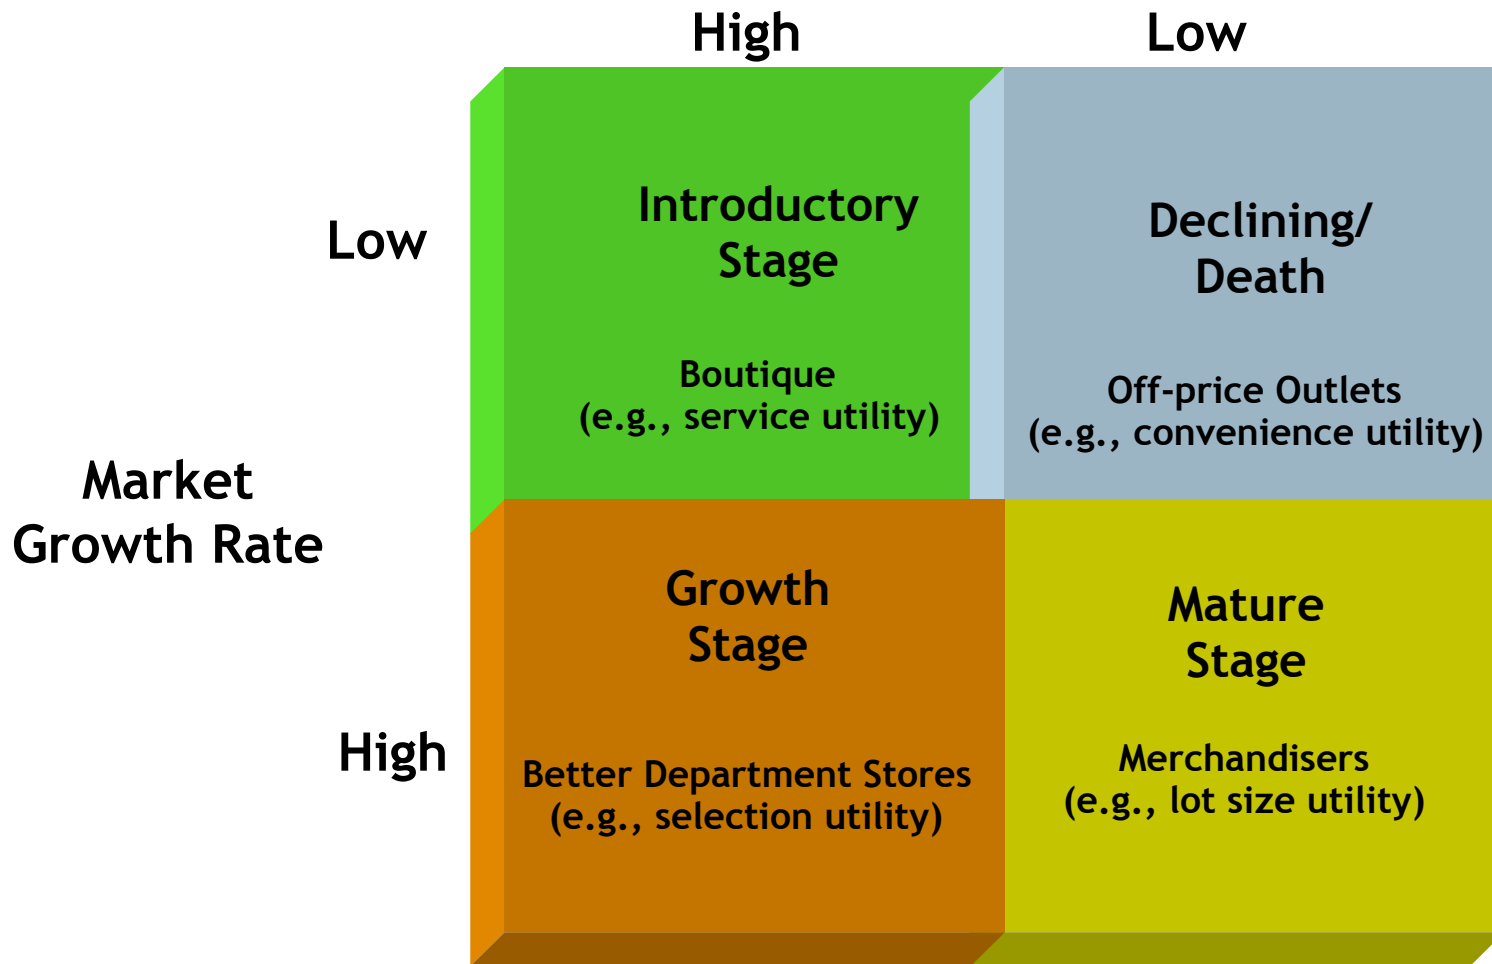 High
Low
Low
Introductory
Stage
Boutique
(e.g., service utility)
Declining/
Death
Off-price Outlets
(e.g., convenience utility)
Market
Growth Rate
High
Growth
Stage
Better Department Stores
(e.g., selection utility)
Mature
Stage
Merchandisers
(e.g., lot size utility)